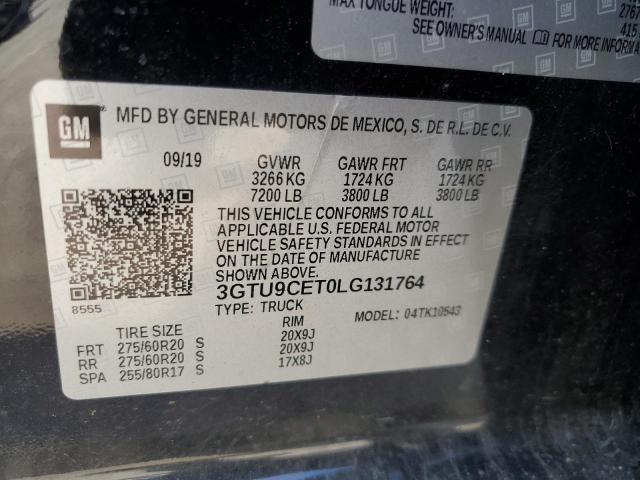 MAX TONGUE WEIGHT:
2767
415
SEE OWNER'S MANUAL FOR MORE INFORMA
GM
MFD BY GENERAL MOTORS DE MEXICO, S. DE R.L. DE C.V.
09/19 GVWR GAWR FRT GAWR RR
3266 KG 1724 KG 1724 KG
7200 LB 3800 LB 3800 LB
THIS VEHICLE CONFORMS TO ALL
APPLICABLE U.S. FEDERAL MOTOR
VEHICLE SAFETY STANDARDS IN EFFECT
ON THE DATE OF MANUFACTURE SHOWN ABOVE.
3GTU9CET0LG131764
8555
TYPE: TRUCK MODEL: 04TK10543
TIRE SIZE RIM
FRT 275/60R20 S 20X9J
RR 275/60R20 S 20X9J
SPA 255/80R17 S 17X8J